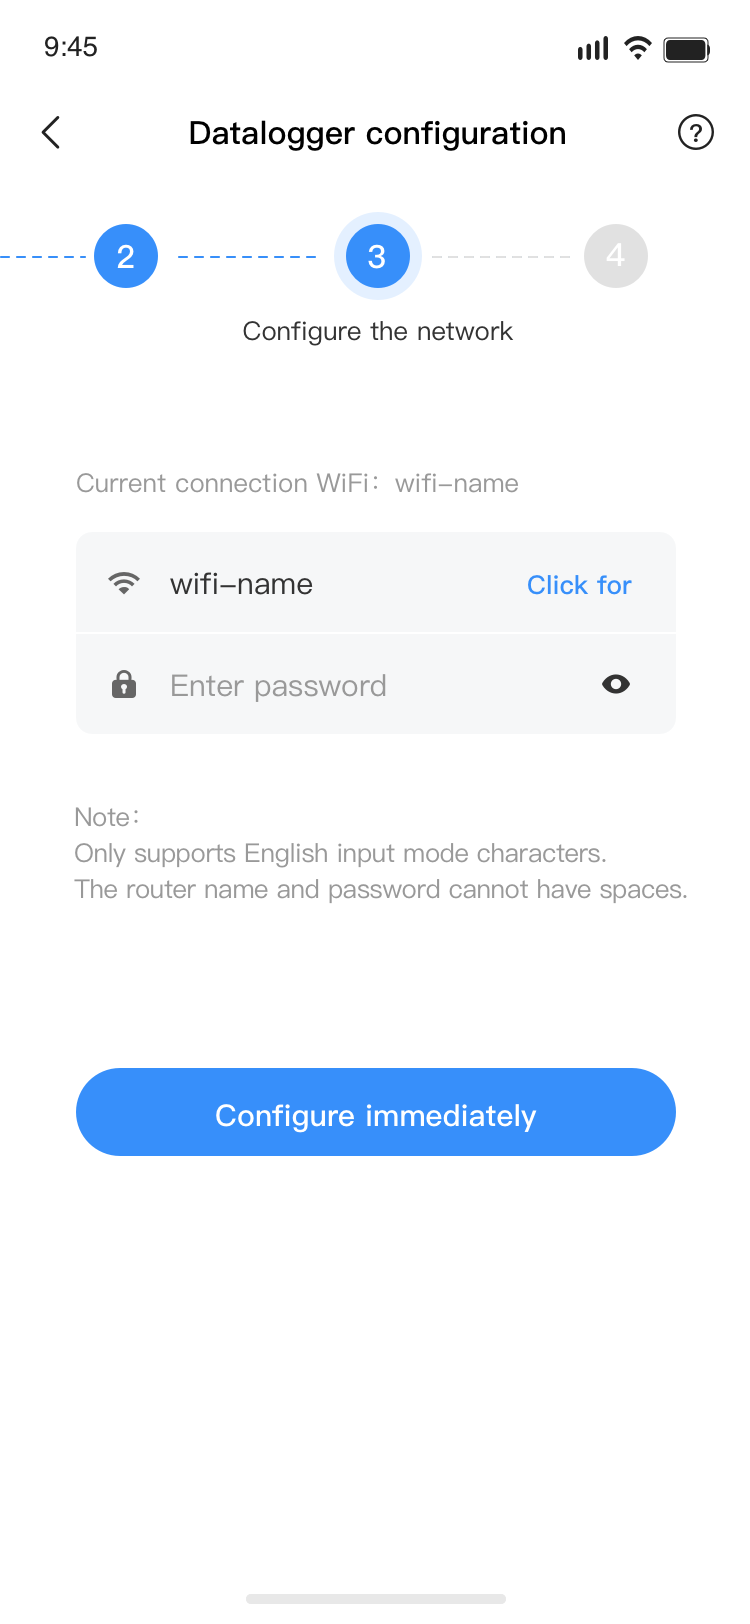 9:45
Datalogger configuration
?
2
3
4
Configure the network
Current connection WiFi: wifi-name
wifi-name
Click for
Enter password
Note:
Only supports English input mode characters.
The router name and password cannot have spaces.
Configure immediately